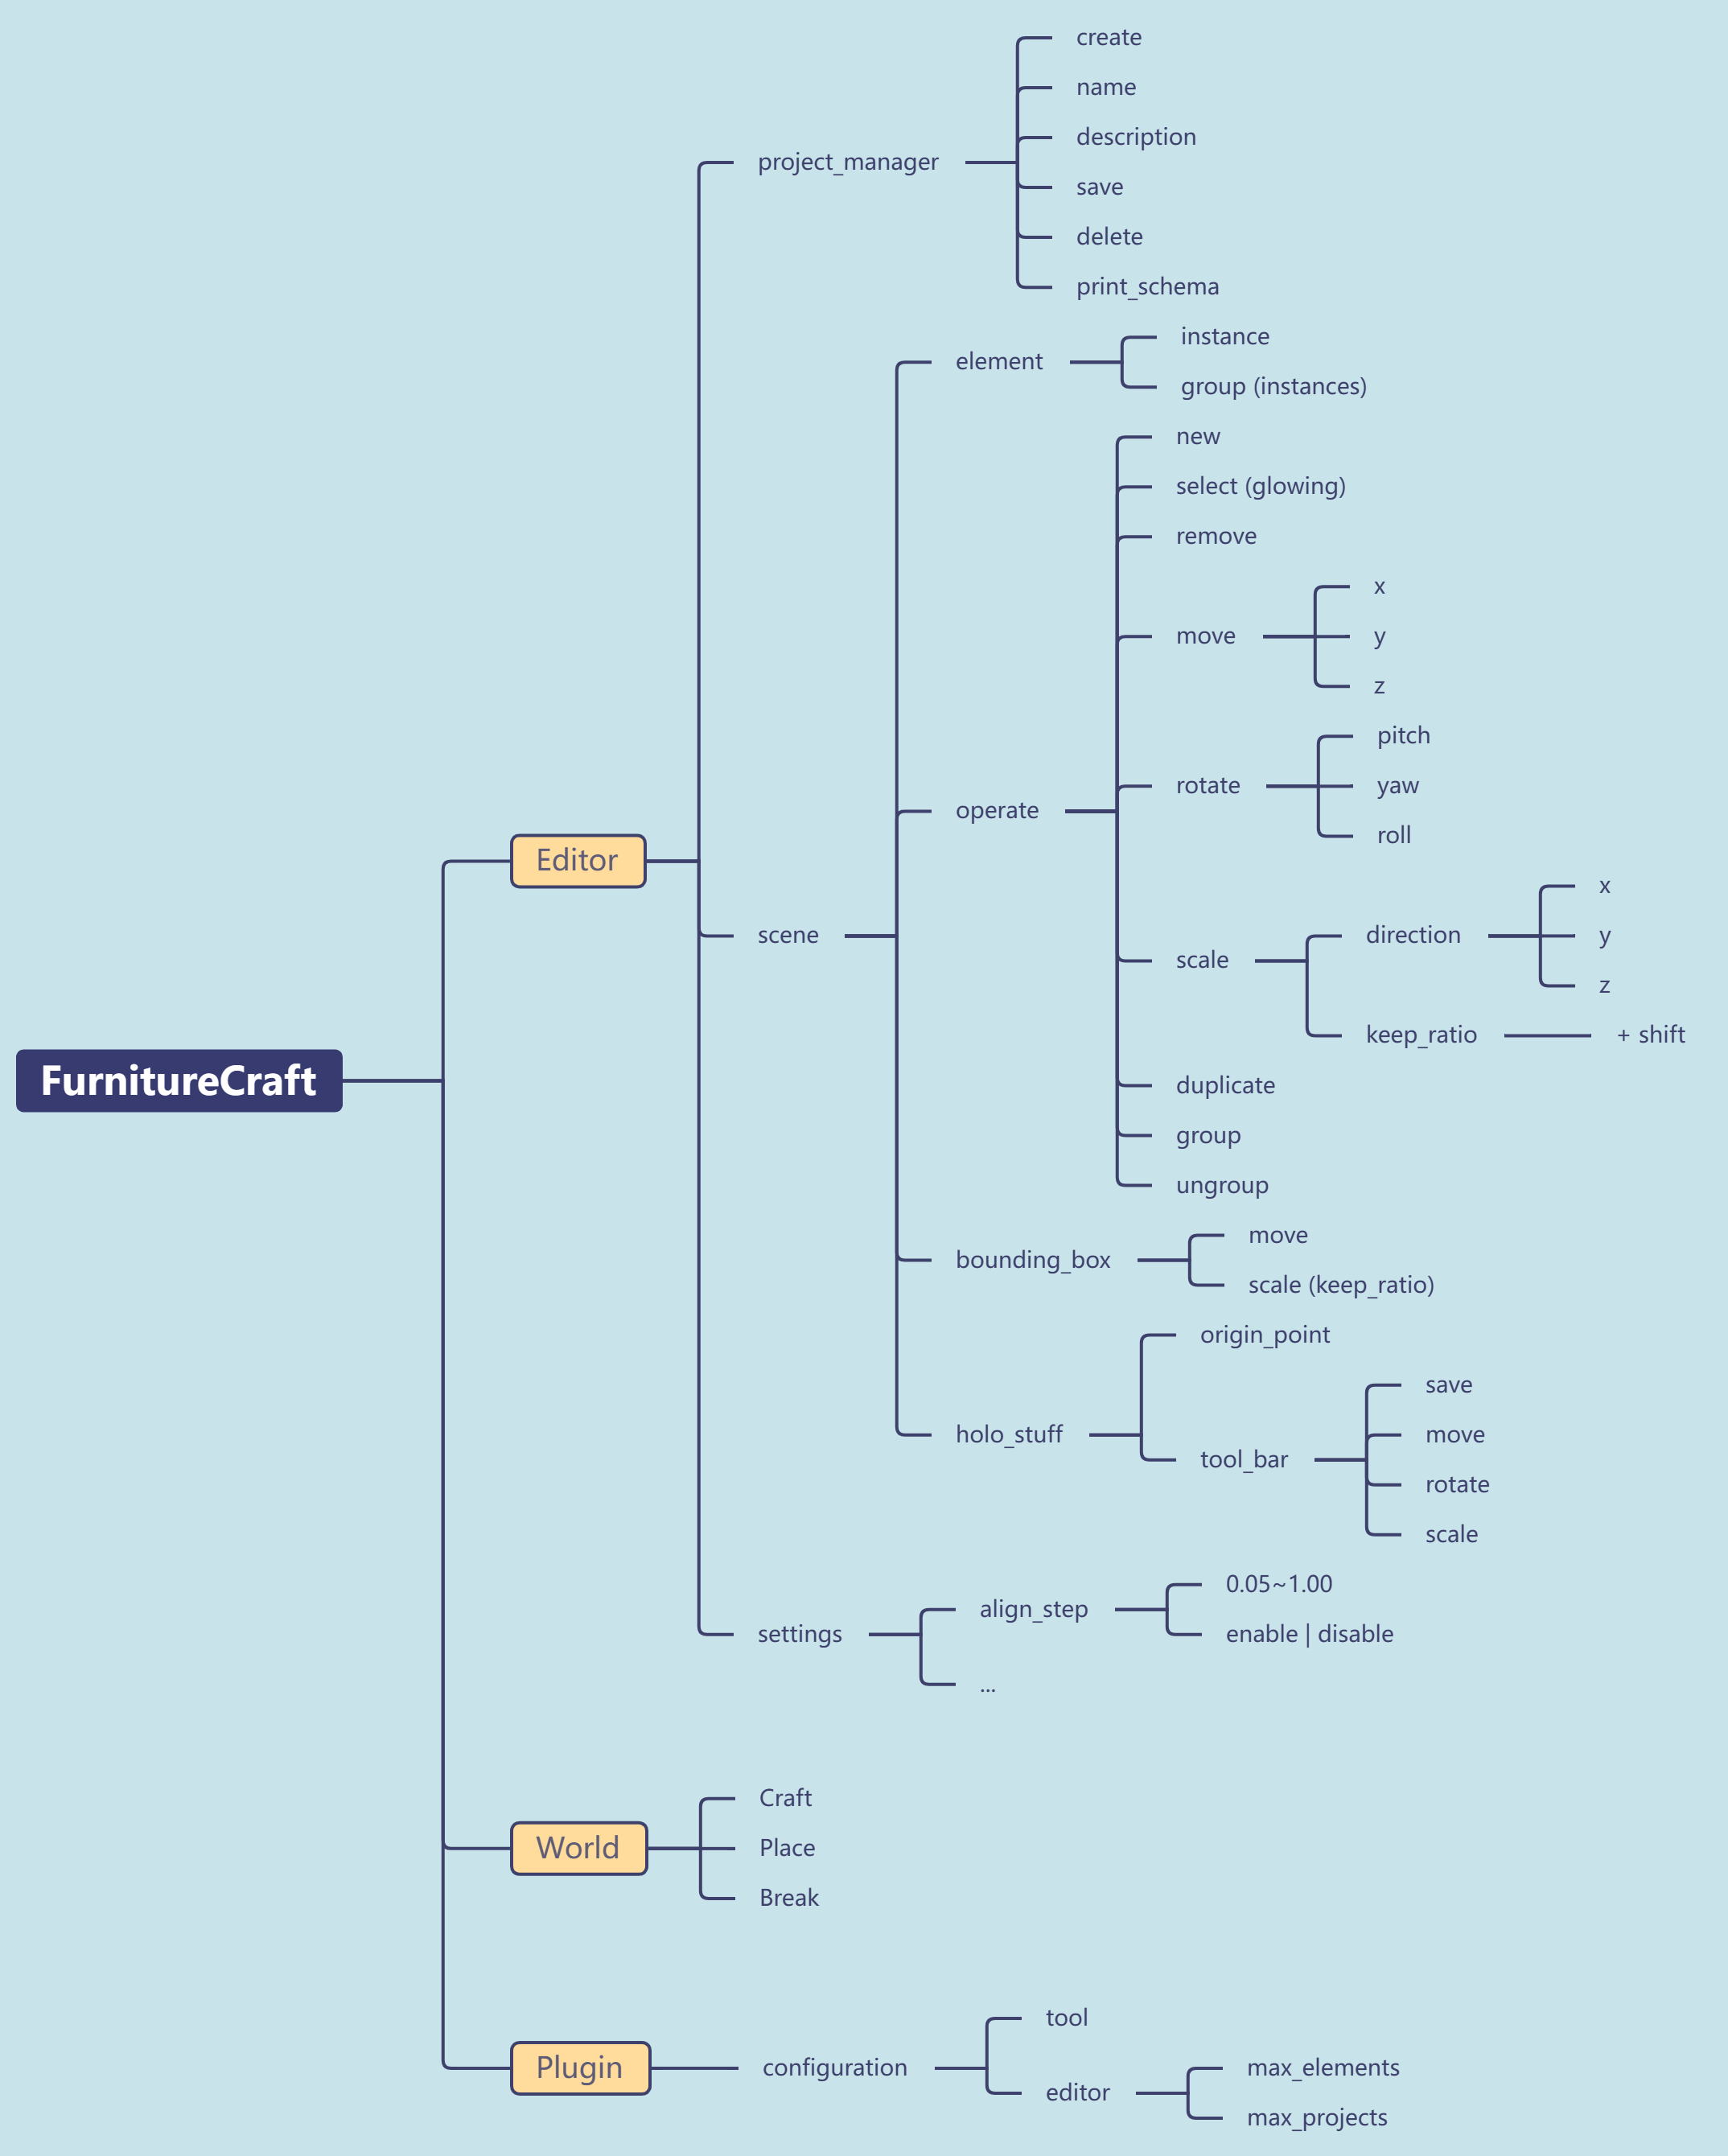 FurnitureCraft
Editor
project_manager
create
name
description
save
delete
print_schema
scene
element
instance
group (instances)
operate
new
select (glowing)
remove
move
x
y
z
rotate
pitch
yaw
roll
scale
direction
x
y
z
keep_ratio
+ shift
duplicate
group
ungroup
bounding_box
move
scale (keep_ratio)
holo_stuff
origin_point
tool_bar
save
move
rotate
scale
settings
align_step
0.05~1.00
enable | disable
...
World
Craft
Place
Break
Plugin
configuration
tool
editor
max_elements
max_projects